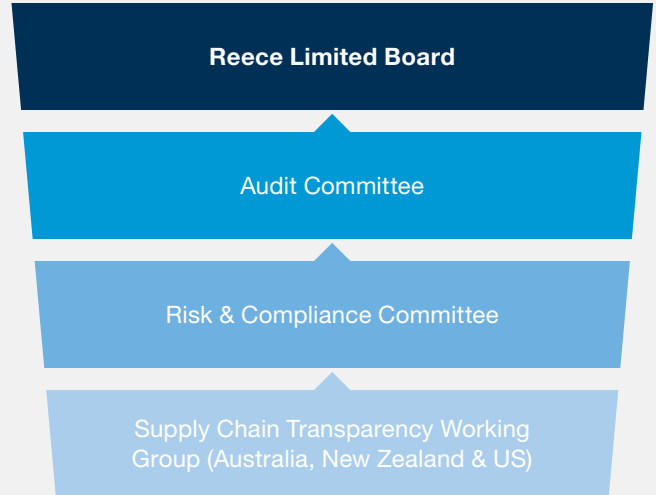 Reece Limited Board
Audit Committee
Risk & Compliance Committee
Supply Chain Transparency Working
Group (Australia, New Zealand & US)